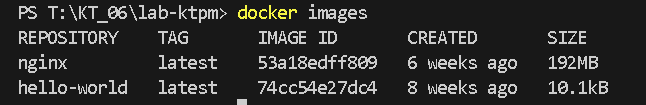 PS T:\KT_06\lab-ktpm> docker images
REPOSITORY TAG IMAGE ID CREATED SIZE
nginx latest 53a18edff809 6 weeks ago 192MB
hello-world latest 74cc54e27dc4 8 weeks ago 10.1kB